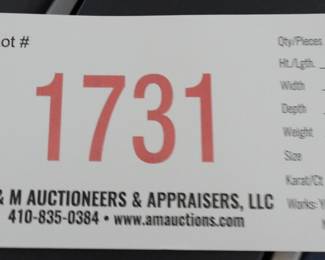 ot #
1731
& M AUCTIONEERS & APPRAISERS, LLC
410-835-0384 • www.amauctions.com
Qty/Pieces
Ht./Lgth.
Width
Depth
Weight
Size
Karat/Ct
Works: Y